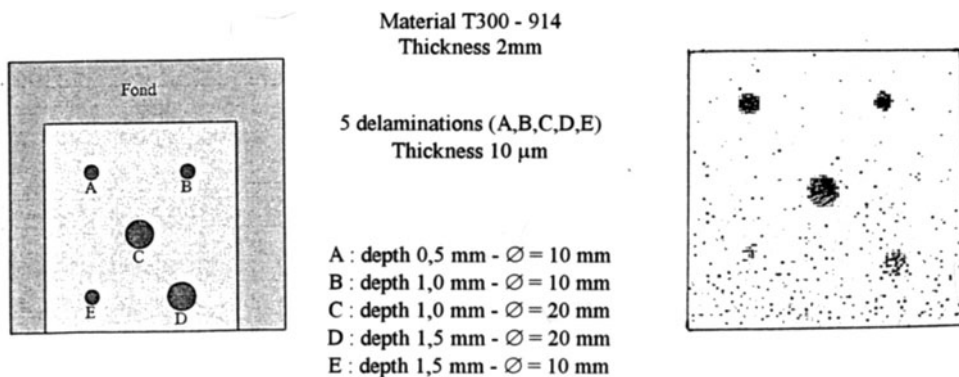 Material T300 - 914
Thickness 2mm
Fond
5 delaminations (A,B,C,D,E)
Thickness 10 μm
A
B
C
E
D
A : depth 0,5 mm - ∅ = 10 mm
B : depth 1,0 mm - ∅ = 10 mm
C : depth 1,0 mm - ∅ = 20 mm
D : depth 1,5 mm - ∅ = 20 mm
E : depth 1,5 mm - ∅ = 10 mm